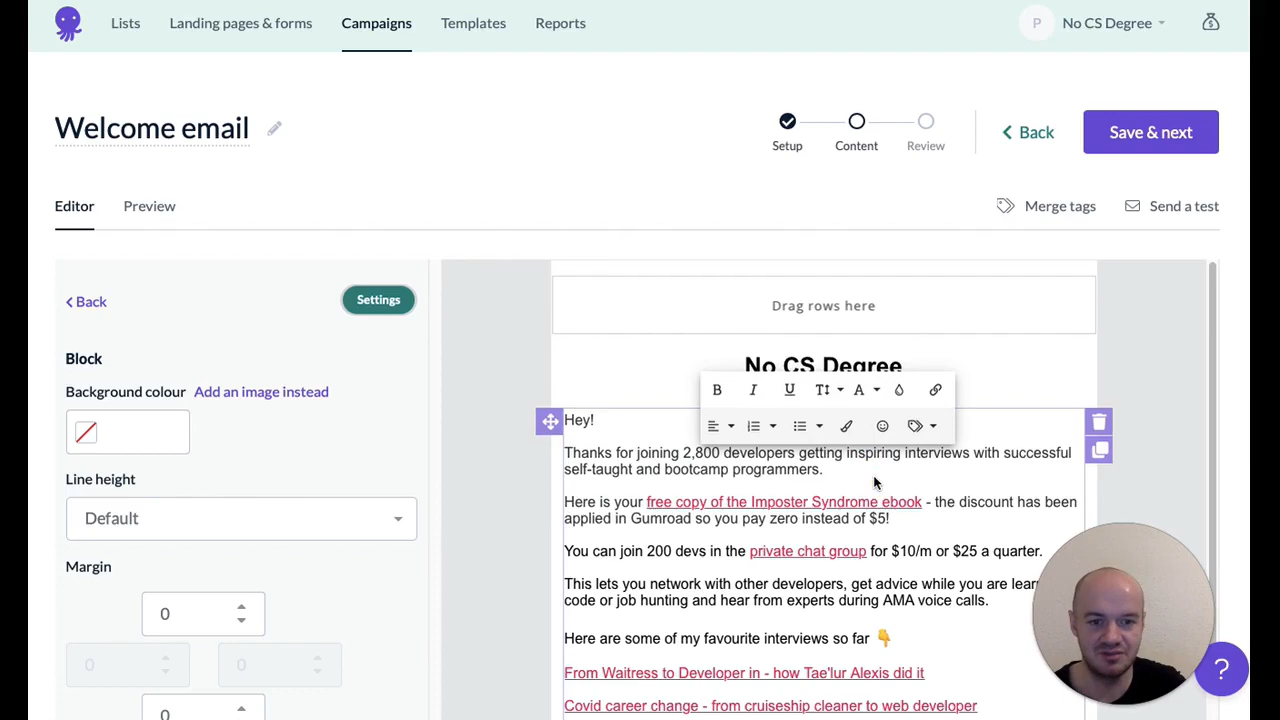 Lists Landing pages & forms Campaigns Templates Reports P No CS Degree
Welcome email
Setup Content Review
Back
Save & next
Editor Preview Merge tags Send a test
Back
Settings
Block
Background colour Add an image instead
Line height
Default
Margin
0
0 0
0
Drag rows here
No CS Degree
B I U T A
Hey!
Thanks for joining 2,800 developers getting inspiring interviews with successful
self-taught and bootcamp programmers.
Here is your free copy of the Imposter Syndrome ebook - the discount has been
applied in Gumroad so you pay zero instead of $5!
You can join 200 devs in the private chat group for $10/m or $25 a quarter.
This lets you network with other developers, get advice while you are
code or job hunting and hear from experts during AMA voice calls.
Here are some of my favourite interviews so far 👇
From Waitress to Developer in - how Tae'lur Alexis did it
Covid career change - from cruiseship cleaner to web developer
?